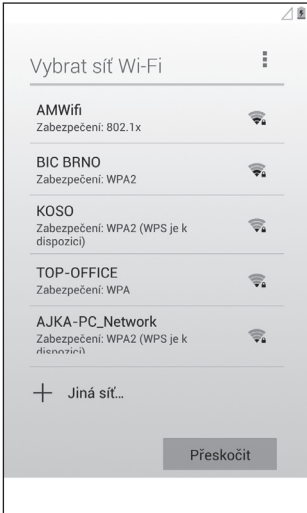 Vybrat síť Wi-Fi
AMWifi
Zabezpečení: 802.1x
BIC BRNO
Zabezpečení: WPA2
KOSO
Zabezpečení: WPA2 (WPS je k
dispozici)
TOP-OFFICE
Zabezpečení: WPA
AJKA-PC_Network
Zabezpečení: WPA2 (WPS je k
dispozici)
Jiná síť...
Přeskočit